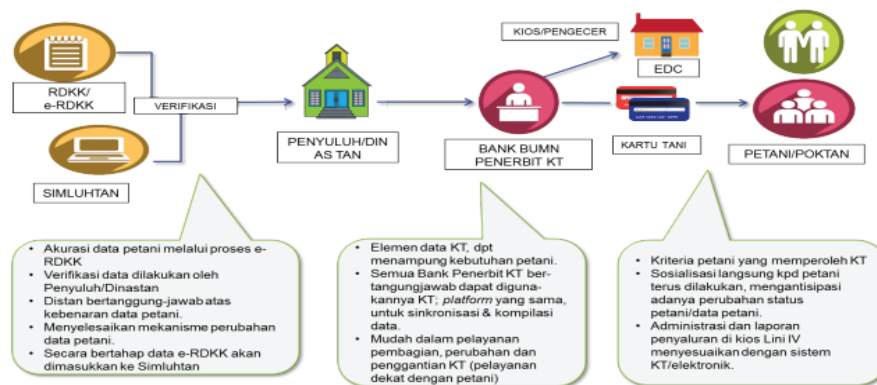 KIOS/PENGECER
EDC
RDKK/
e-RDKK
VERIFIKASI
PENYULUH/DIN
AS TAN
BANK BUMN
PENERBIT KT
KARTU TANI
PETANI/POKTAN
SIMLUHTAN
• Akurasi data petani melalui proses e-
RDKK
• Verifikasi data dilakukan oleh
Penyuluh/Dinastan
• Distan bertanggung-jawab atas
kebenaran data petani.
• Menyelesaikan mekanisme perubahan
data petani.
• Secara bertahap data e-RDKK akan
dimasukkan ke Simluhtan
• Elemen data KT, dpt
menampung kebutuhan petani.
• Semua Bank Penerbit KT ber-
tangungjawab dapat diguna-
kannya KT; platform yang sama,
untuk sinkronisasi & kompilasi
data.
• Mudah dalam pelayanan
pembagian, perubahan dan
penggantian KT (pelayanan
dekat dengan petani)
• Kriteria petani yang memperoleh KT
• Sosialisasi langsung kpd petani
terus dilakukan, mengantisipasi
adanya perubahan status
petani/data petani.
• Administrasi dan laporan
penyaluran di kios Lini IV
menyesuaikan dengan sistem
KT/elektronik.